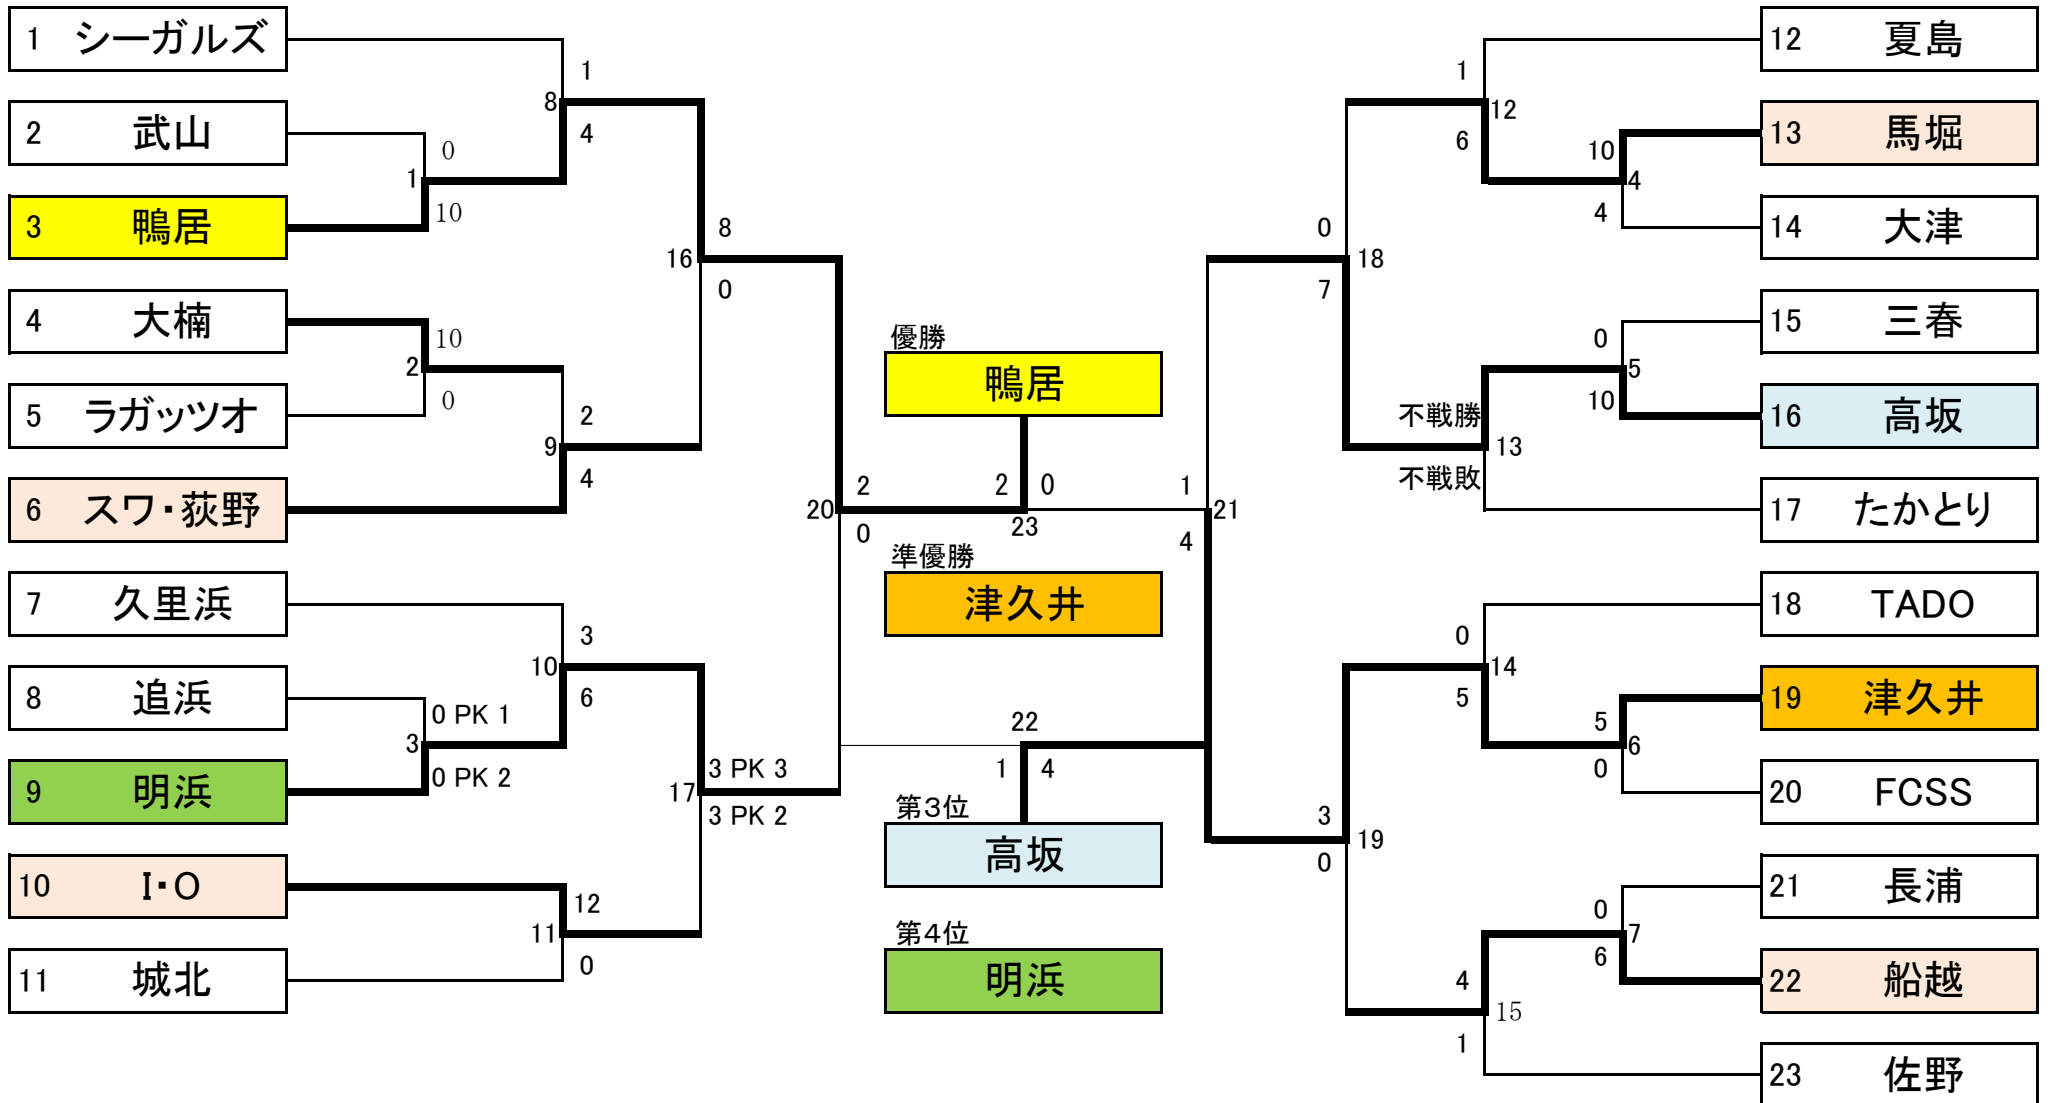 1 シーガルズ
2 武山
3 鴨居
4 大楠
5 ラガッツオ
6 スワ・荻野
7 久里浜
8 追浜
9 明浜
10 I・O
11 城北
0
1
10
10
2
0
0 PK 1
3
0 PK 2
1
8
4
2
9
4
3
10
6
12
11
0
8
16
0
3 PK 3
17
3 PK 2
2
20
0
優勝
鴨居
2 0
23
準優勝
津久井
22
1 4
第3位
高坂
第4位
明浜
1
21
4
0
18
7
3
19
0
1
12
6
不戦勝
13
不戦敗
0
14
5
4
15
1
10
4
4
0
5
10
5
6
0
0
7
6
12 夏島
13 馬堀
14 大津
15 三春
16 高坂
17 たかとり
18 TADO
19 津久井
20 FCSS
21 長浦
22 船越
23 佐野